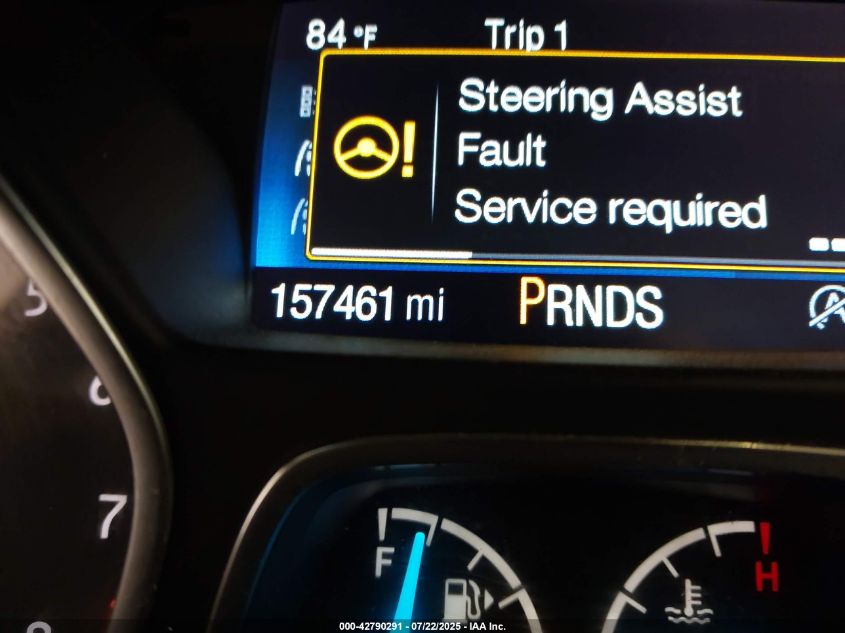 84 °F
Trip 1
Steering Assist
Fault
Service required
157461 mi
PRNDS
5
6
7
8
F
H
000-42790291 - 07/22/2025 - IAA Inc.